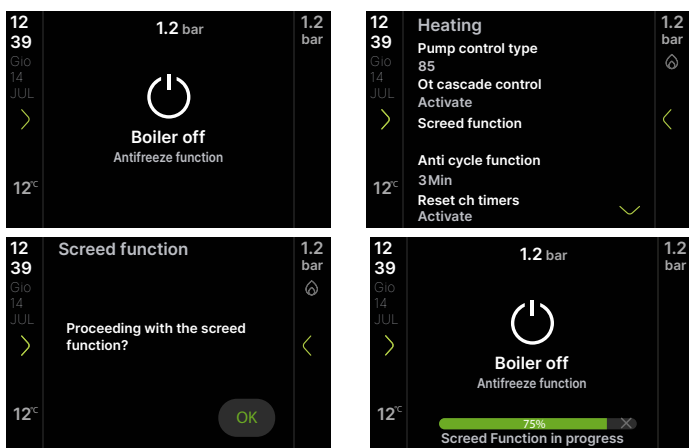 12
39
Gio
14
JUL
12°C
1.2 bar
Boiler off
Antifreeze function
1.2
bar
12
39
Gio
14
JUL
12°C
Heating
Pump control type
85
Ot cascade control
Activate
Screed function
Anti cycle function
3Min
Reset ch timers
Activate
1.2
bar
12
39
Gio
14
JUL
12°C
Screed function
Proceeding with the screed
function?
OK
1.2
bar
12
39
Gio
14
JUL
12°C
1.2 bar
Boiler off
Antifreeze function
75%
Screed Function in progress
1.2
bar